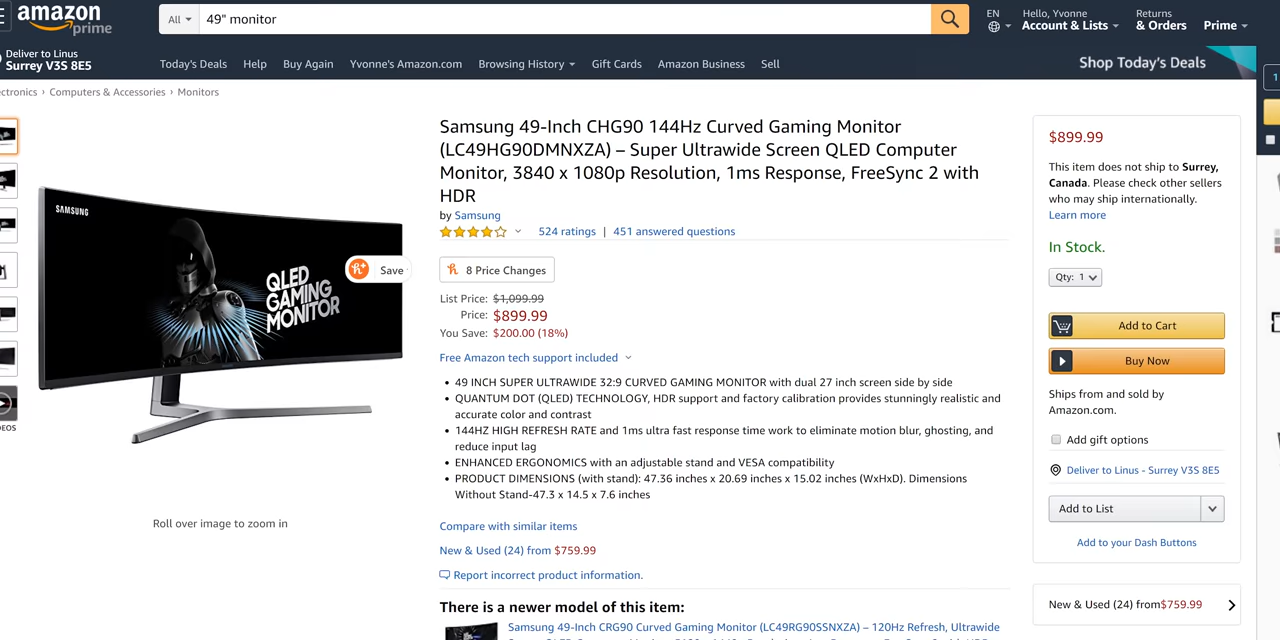 amazon
prime
All
49" monitor
EN
Hello, Yvonne
Account & Lists
Returns
& Orders
Prime
Deliver to Linus
Surrey V3S 8E5
Today's Deals
Help
Buy Again
Yvonne's Amazon.com
Browsing History
Gift Cards
Amazon Business
Sell
Shop Today's Deals
ectronics › Computers & Accessories › Monitors
SAMSUNG
QLED
GAMING
MONITOR
h+ Save
EOS
Roll over image to zoom in
Samsung 49-Inch CHG90 144Hz Curved Gaming Monitor
(LC49HG90DMNXZA) – Super Ultrawide Screen QLED Computer
Monitor, 3840 x 1080p Resolution, 1ms Response, FreeSync 2 with
HDR
by Samsung
524 ratings | 451 answered questions
h 8 Price Changes
List Price: $1,099.99
Price: $899.99
You Save: $200.00 (18%)
Free Amazon tech support included
• 49 INCH SUPER ULTRAWIDE 32:9 CURVED GAMING MONITOR with dual 27 inch screen side by side
• QUANTUM DOT (QLED) TECHNOLOGY, HDR support and factory calibration provides stunningly realistic and
accurate color and contrast
• 144HZ HIGH REFRESH RATE and 1ms ultra fast response time work to eliminate motion blur, ghosting, and
reduce input lag
• ENHANCED ERGONOMICS with an adjustable stand and VESA compatibility
• PRODUCT DIMENSIONS (with stand): 47.36 inches x 20.69 inches x 15.02 inches (WxHxD). Dimensions
Without Stand-47.3 x 14.5 x 7.6 inches
Compare with similar items
New & Used (24) from $759.99
Report incorrect product information.
There is a newer model of this item:
Samsung 49-Inch CRG90 Curved Gaming Monitor (LC49RG90SSNXZA) – 120Hz Refresh, Ultrawide
$899.99
This item does not ship to Surrey,
Canada. Please check other sellers
who may ship internationally.
Learn more
In Stock.
Qty: 1
Add to Cart
Buy Now
Ships from and sold by
Amazon.com.
Add gift options
Deliver to Linus - Surrey V3S 8E5
Add to List
Add to your Dash Buttons
New & Used (24) from$759.99
1